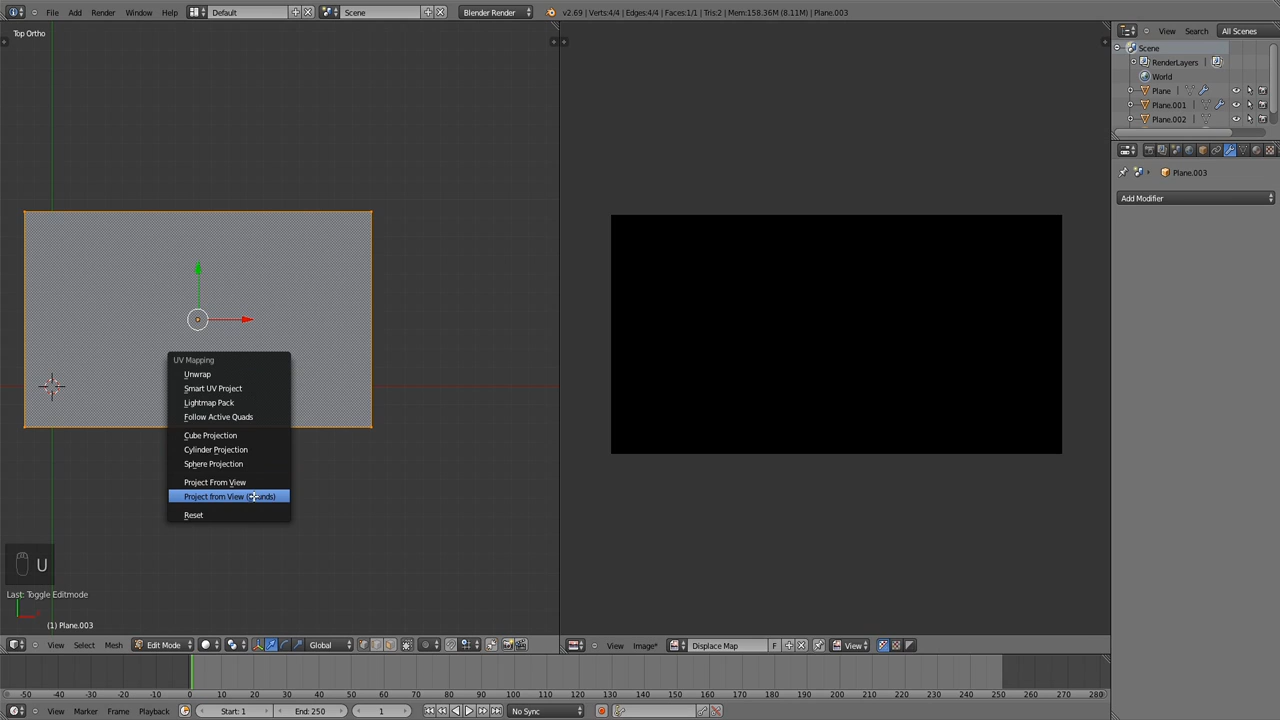 File Add Render Window Help Default Scene Blender Render v2.69 | Verts:4/4 | Edges:4/4 | Faces:1/1 | Tris:2 | Mem:158.36M (8.11M) | Plane.003
View Search All Scenes
Top Ortho
Scene
RenderLayers |
World
Plane |
Plane.001 |
Plane.002 |
Plane.003
Add Modifier
UV Mapping
Unwrap
Smart UV Project
Lightmap Pack
Follow Active Quads
Cube Projection
Cylinder Projection
Sphere Projection
Project From View
Project from View
Reset
U
Last: Toggle Editmode
(1) Plane.003
View Select Mesh Edit Mode Global View Image* Displace Map F View
-50 -40 -30 -20 -10 0 10 20 30 40 50 60 70 80 90 100 110 120 130 140 150 160 170 180 190 200 210 220 230 240 250 260 270 280
View Marker Frame Playback Start: 1 End: 250 1 No Sync